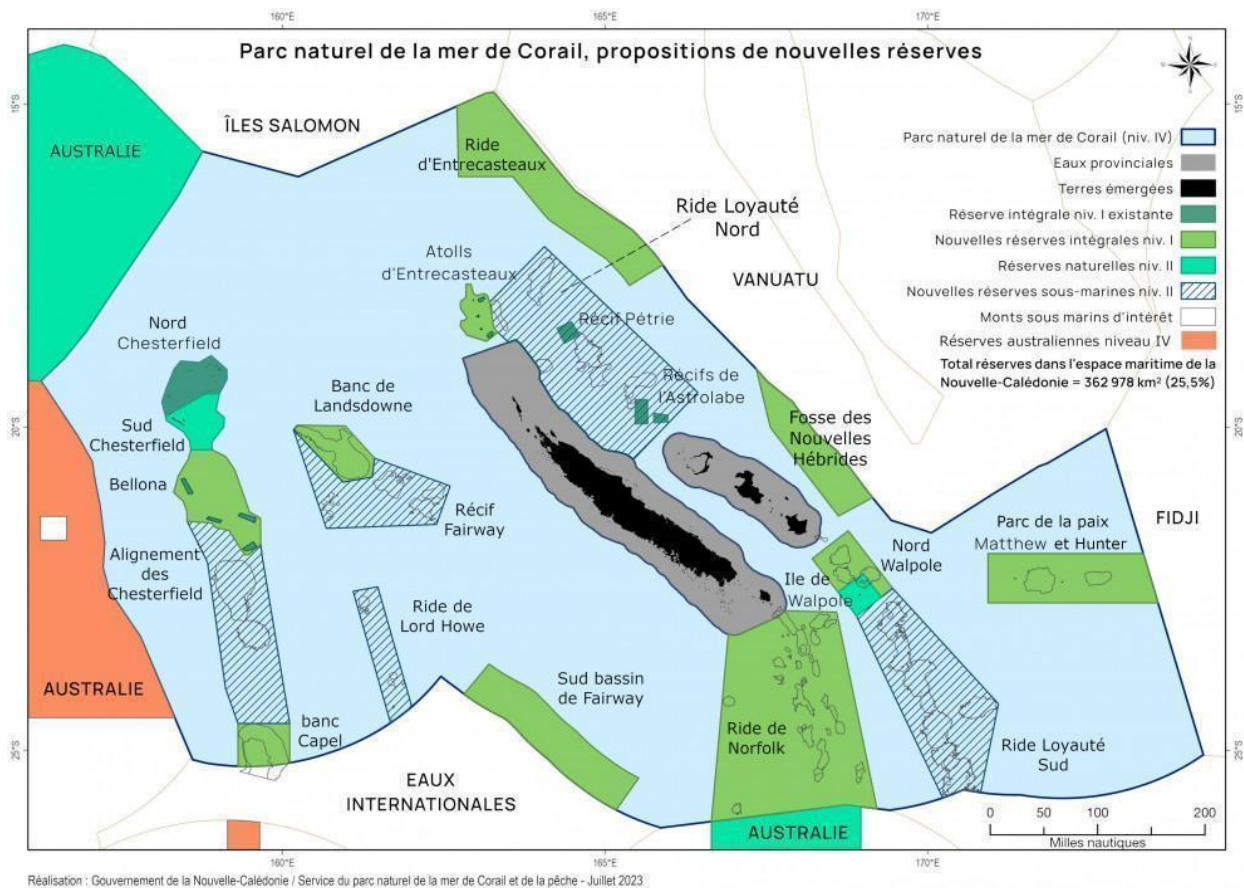 160°E
165°E
170°E
Parc naturel de la mer de Corail, propositions de nouvelles réserves
15°S
15°S
ÎLES SALOMON
AUSTRALIE
Ride
d'Entrecasteaux
Parc naturel de la mer de Corail (niv. IV)
Eaux provinciales
Terres émergées
Réserve intégrale niv. I existante
Nouvelles réserves intégrales niv. I
Réserves naturelles niv. II
Nouvelles réserves sous-marines niv. II
Monts sous marins d'intérêt
Réserves australiennes niveau IV
Total réserves dans l'espace maritime de la
Nouvelle-Calédonie = 362 978 km² (25,5%)
Ride Loyauté
Nord
Atolls
d'Entrecasteaux
VANUATU
Nord
Chesterfield
Récif Pétrie
Banc de
Landsdowne
Récifs de
l'Astrolabe
20°S
20°S
Sud
Chesterfield
Fosse des
Nouvelles
Hébrides
Bellona
Récif
Fairway
FIDJI
Parc de la paix
Matthew et Hunter
Nord
Walpole
Alignement
des
Chesterfield
Ile de
Walpole
Ride de
Lord Howe
AUSTRALIE
Sud bassin
de Fairway
banc
Capel
Ride de
Norfolk
Ride Loyauté
Sud
25°S
25°S
EAUX
INTERNATIONALES
AUSTRALIE
0 50 100 200
Milles nautiques
160°E
165°E
170°E
Réalisation : Gouvernement de la Nouvelle-Calédonie / Service du parc naturel de la mer de Corail et de la pêche - Juillet 2023